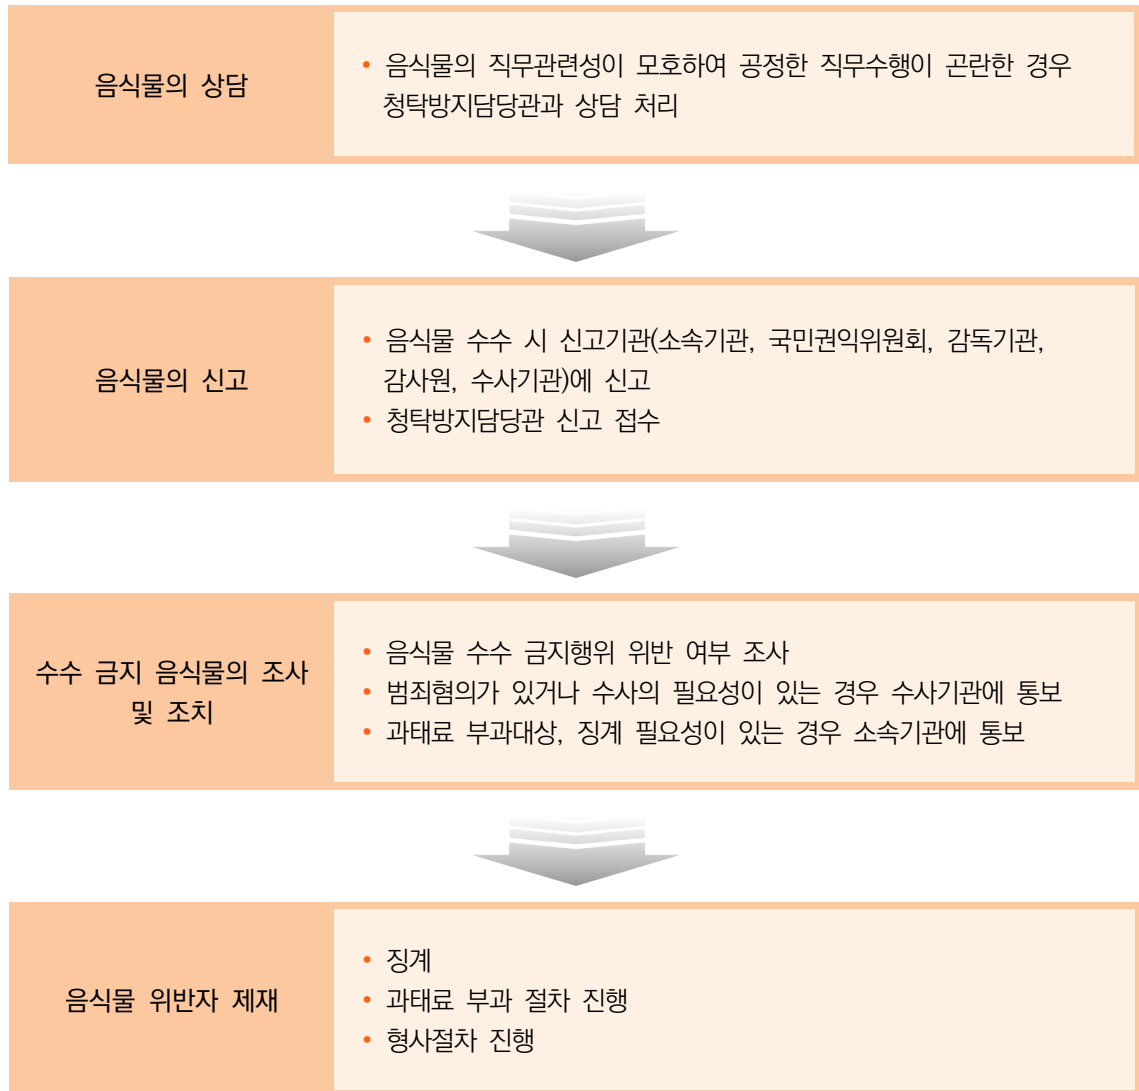 음식물의 상담
• 음식물의 직무관련성이 모호하여 공정한 직무수행이 곤란한 경우
청탁방지담당관과 상담 처리
음식물의 신고
• 음식물 수수 시 신고기관(소속기관, 국민권익위원회, 감독기관,
감사원, 수사기관)에 신고
• 청탁방지담당관 신고 접수
수수 금지 음식물의 조사
및 조치
• 음식물 수수 금지행위 위반 여부 조사
• 범죄혐의가 있거나 수사의 필요성이 있는 경우 수사기관에 통보
• 과태료 부과대상, 징계 필요성이 있는 경우 소속기관에 통보
음식물 위반자 제재
• 징계
• 과태료 부과 절차 진행
• 형사절차 진행